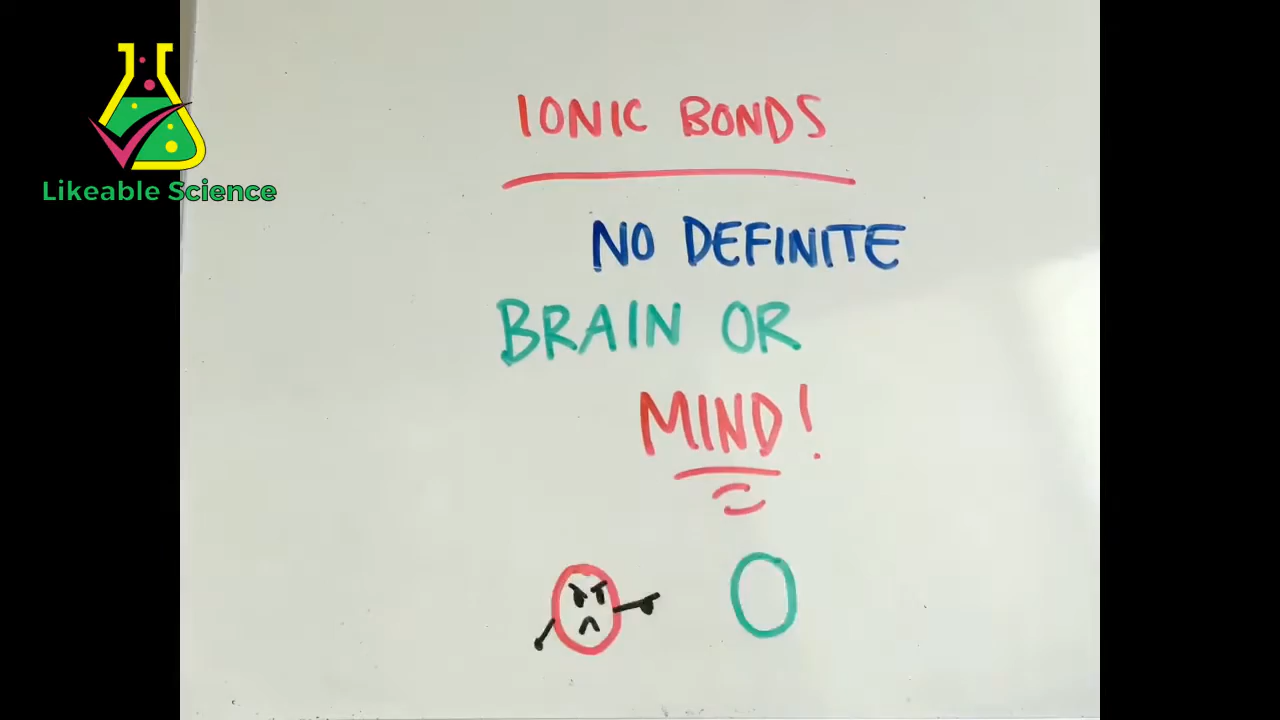 Likeable Science
IONIC BONDS
NO DEFINITE
BRAIN OR
MIND!